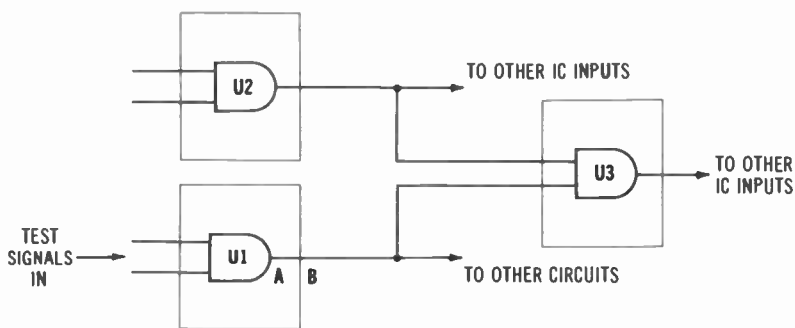 U2
TO OTHER IC INPUTS
U3
TO OTHER
IC INPUTS
TEST
SIGNALS
IN
U1
A
B
TO OTHER CIRCUITS